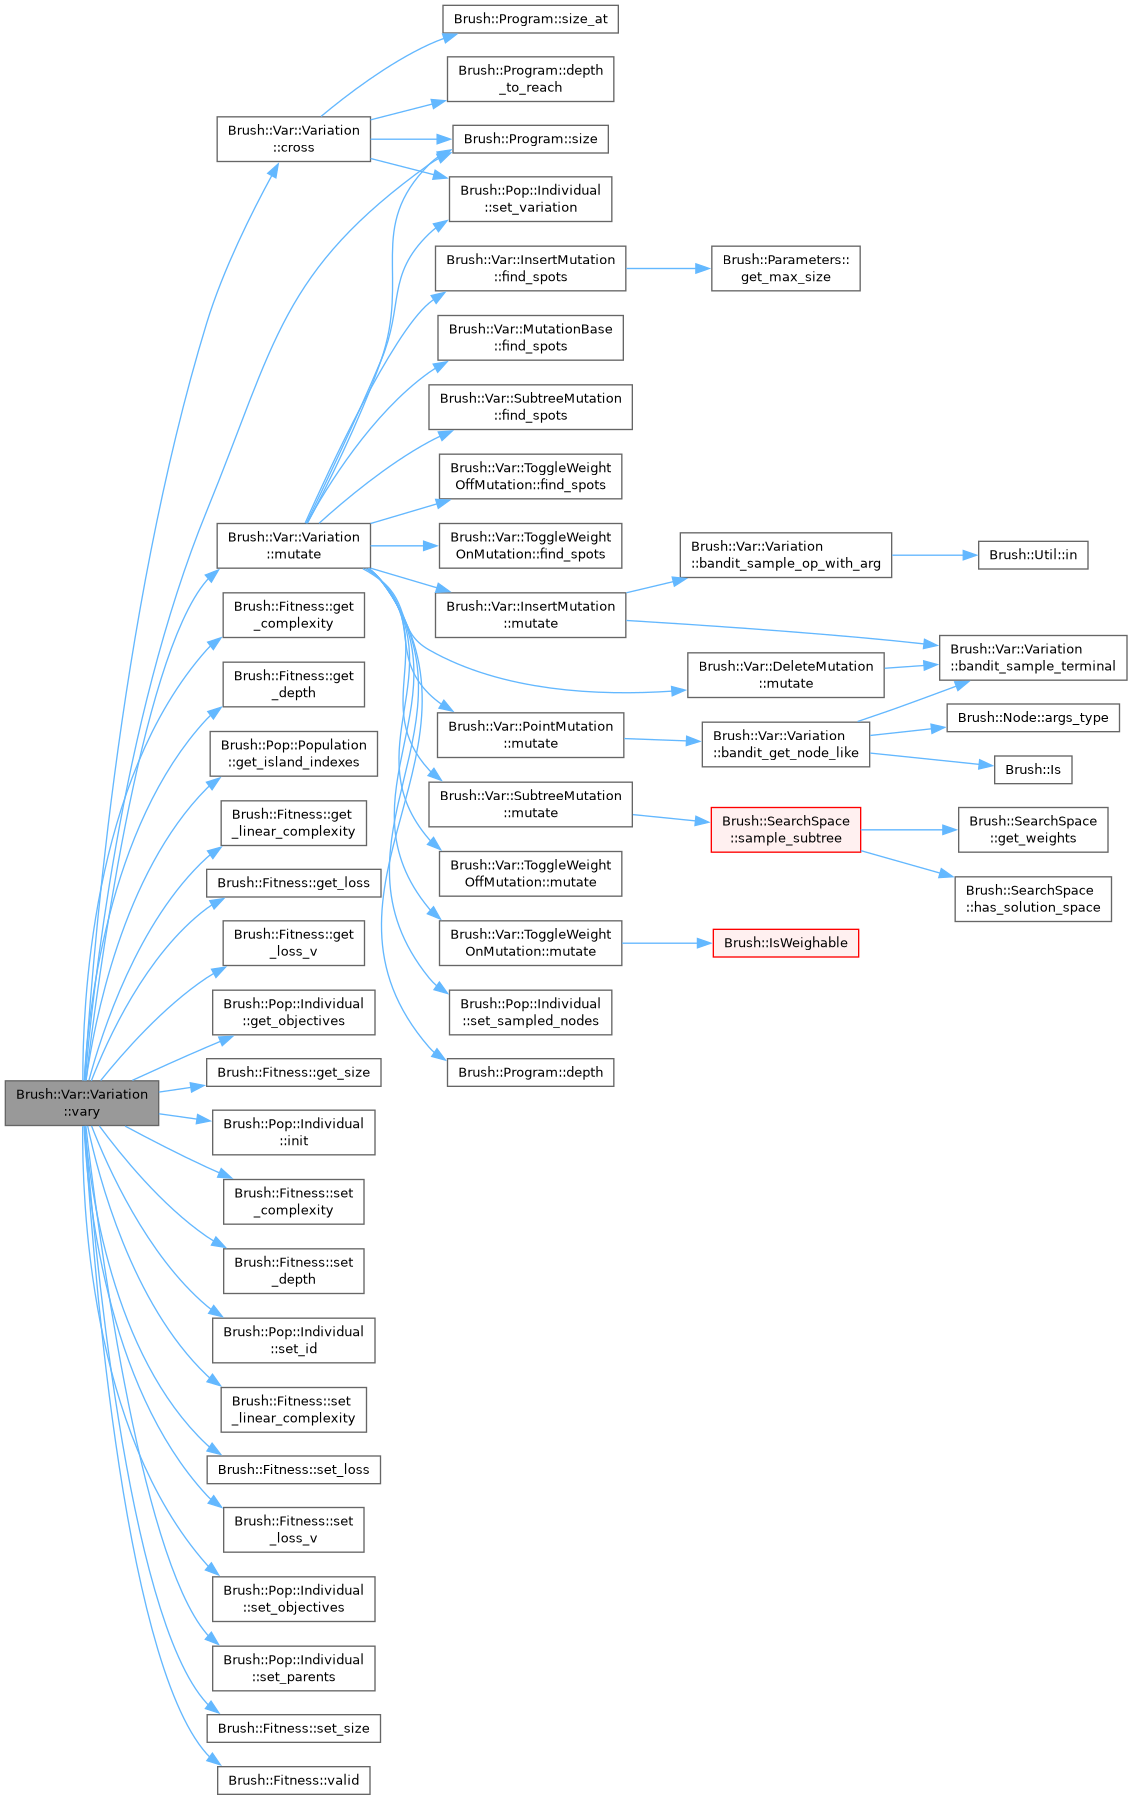 Brush::Program::size_at
Brush::Program::depth
_to_reach
Brush::Var::Variation
::cross
Brush::Program::size
Brush::Pop::Individual
::set_variation
Brush::Var::InsertMutation
::find_spots
Brush::Parameters::
get_max_size
Brush::Var::MutationBase
::find_spots
Brush::Var::SubtreeMutation
::find_spots
Brush::Var::ToggleWeight
OffMutation::find_spots
Brush::Var::Variation
::mutate
Brush::Var::ToggleWeight
OnMutation::find_spots
Brush::Var::Variation
::bandit_sample_op_with_arg
Brush::Util::in
Brush::Fitness::get
_complexity
Brush::Var::InsertMutation
::mutate
Brush::Var::Variation
::bandit_sample_terminal
Brush::Var::DeleteMutation
::mutate
Brush::Fitness::get
_depth
Brush::Node::args_type
Brush::Var::PointMutation
::mutate
Brush::Var::Variation
::bandit_get_node_like
Brush::Pop::Population
::get_island_indexes
Brush::Is
Brush::Var::SubtreeMutation
::mutate
Brush::Fitness::get
_linear_complexity
Brush::SearchSpace
::sample_subtree
Brush::SearchSpace
::get_weights
Brush::Fitness::get_loss
Brush::Var::ToggleWeight
OffMutation::mutate
Brush::SearchSpace
::has_solution_space
Brush::Fitness::get
_loss_v
Brush::Var::ToggleWeight
OnMutation::mutate
Brush::IsWeighable
Brush::Pop::Individual
::get_objectives
Brush::Pop::Individual
::set_sampled_nodes
Brush::Fitness::get_size
Brush::Program::depth
Brush::Var::Variation
::vary
Brush::Pop::Individual
::init
Brush::Fitness::set
_complexity
Brush::Fitness::set
_depth
Brush::Pop::Individual
::set_id
Brush::Fitness::set
_linear_complexity
Brush::Fitness::set_loss
Brush::Fitness::set
_loss_v
Brush::Pop::Individual
::set_objectives
Brush::Pop::Individual
::set_parents
Brush::Fitness::set_size
Brush::Fitness::valid